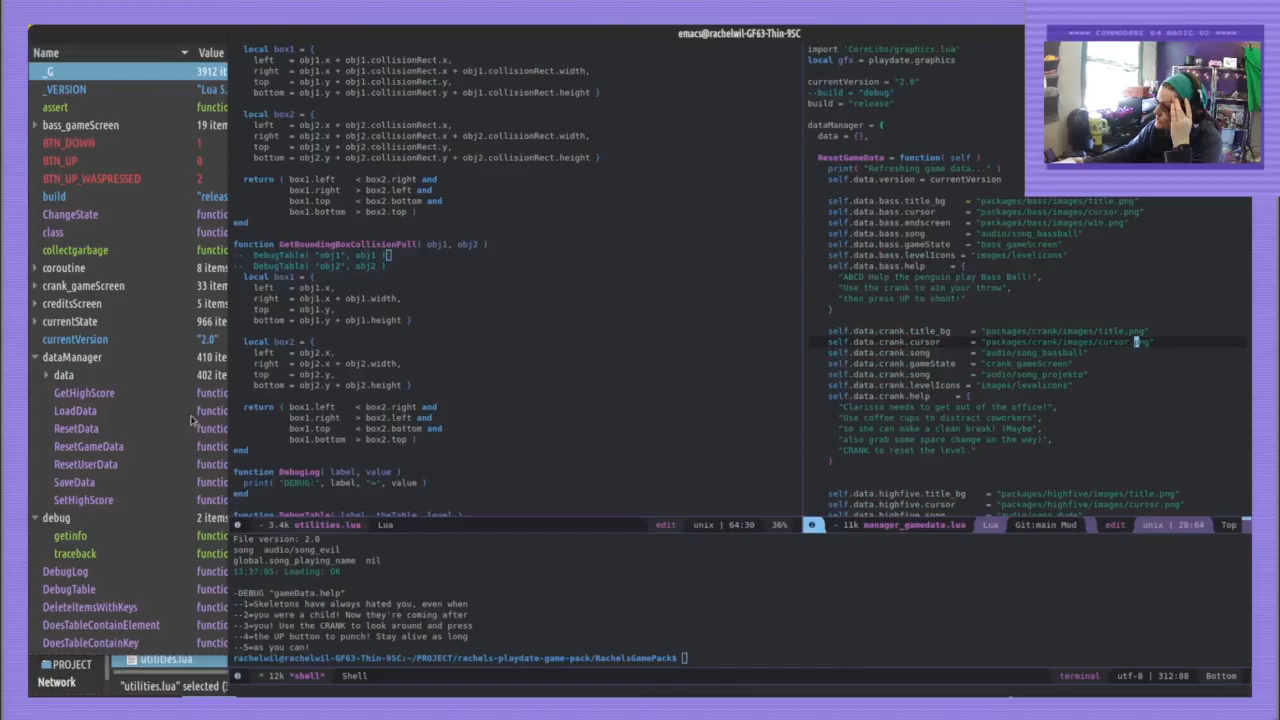 emacs@rachelwil-GF63-Thin-9SC
**** COMMODORE 64 BASIC V2 ****
Name Value
_G 3912 it
_VERSION "Lua 5.
assert functio
bass_gameScreen 19 item
BTN_DOWN 1
BTN_UP 0
BTN_UP_WASPRESSED 2
build "releas
ChangeState functio
class functio
collectgarbage functio
coroutine 8 items
crank_gameScreen 33 item
creditsScreen 5 items
currentState 966 iter
currentVersion "2.0"
dataManager 410 iter
data 402 iter
GetHighScore functio
LoadData functio
ResetData functio
ResetGameData functio
ResetUserData functio
SaveData functio
SetHighScore functio
debug 2 items
getinfo functio
traceback functio
DebugLog functio
DebugTable functio
DeleteItemsWithKeys functio
DoesTableContainElement functio
DoesTableContainKey functio
PROJECT
Network
utilities.lua
"utilities.lua" selected (
local box1 = {
left = obj1.x + obj1.collisionRect.x,
right = obj1.x + obj1.collisionRect.x + obj1.collisionRect.width,
top = obj1.y + obj1.collisionRect.y,
bottom = obj1.y + obj1.collisionRect.y + obj1.collisionRect.height }
local box2 = {
left = obj2.x + obj2.collisionRect.x,
right = obj2.x + obj2.collisionRect.x + obj2.collisionRect.width,
top = obj2.y + obj2.collisionRect.y,
bottom = obj2.y + obj2.collisionRect.y + obj2.collisionRect.height }
return ( box1.left < box2.right and
box1.right > box2.left and
box1.top < box2.bottom and
box1.bottom > box2.top )
end
function GetBoundingBoxCollisionFull( obj1, obj2 )
-- DebugTable( "obj1", obj1 )
-- DebugTable( "obj2", obj2 )
local box1 = {
left = obj1.x,
right = obj1.x + obj1.width,
top = obj1.y,
bottom = obj1.y + obj1.height }
local box2 = {
left = obj2.x,
right = obj2.x + obj2.width,
top = obj2.y,
bottom = obj2.y + obj2.height }
return ( box1.left < box2.right and
box1.right > box2.left and
box1.top < box2.bottom and
box1.bottom > box2.top )
end
function DebugLog( label, value )
print( "DEBUG:", label, "=", value )
end
function DebugTable( label, theTable, level )
- 3.4k utilities.lua Lua edit unix | 64:30 36%
import 'CoreLibs/graphics.lua'
local gfx = playdate.graphics
currentVersion = "2.0"
--build = "debug"
build = "release"
dataManager = {
data = {},
ResetGameData = function( self )
print( "Refreshing game data..." )
self.data.version = currentVersion
self.data.bass.title_bg = "packages/bass/images/title.png"
self.data.bass.cursor = "packages/bass/images/cursor.png"
self.data.bass.endscreen = "packages/bass/images/win.png"
self.data.bass.song = "audio/song_bassball"
self.data.bass.gameState = "bass_gameScreen"
self.data.bass.levelIcons = "images/levelicons"
self.data.bass.help = {
"ABCD Help the penguin play Bass Ball!",
"Use the crank to aim your throw",
"then press UP to shoot!"
}
self.data.crank.title_bg = "packages/crank/images/title.png"
self.data.crank.cursor = "packages/crank/images/cursor.png"
self.data.crank.song = "audio/song_bassball"
self.data.crank.gameState = "crank_gameScreen"
self.data.crank.song = "audio/song_projekto"
self.data.crank.levelIcons = "images/levelicons"
self.data.crank.help = {
"Clarissa needs to get out of the office!",
"Use coffee cups to distract coworkers",
"so she can make a clean break! (Maybe",
"also grab some spare change on the way)",
"CRANK to reset the level."
}
self.data.highfive.title_bg = "packages/highfive/images/title.png"
self.data.highfive.cursor = "packages/highfive/images/cursor.png"
self.data.highfive.song = "audio/song_dude"
- 11k manager_gamedata.lua Lua Git:main Mod edit unix | 28:64 Top
File version: 2.0
song audio/song_evil
global.song_playing_name nil
13:37:05: Loading: OK
-DEBUG "gameData.help"
--1=Skeletons have always hated you, even when
--2=you were a child! Now they're coming after
--3=you! Use the CRANK to look around and press
--4=the UP button to punch! Stay alive as long
--5=as you can!
rachelwil@rachelwil-GF63-Thin-9SC:~/PROJECT/rachels-playdate-game-pack/RachelsGamePack$
* 12k *shell* Shell terminal utf-8 | 312:88 Bottom